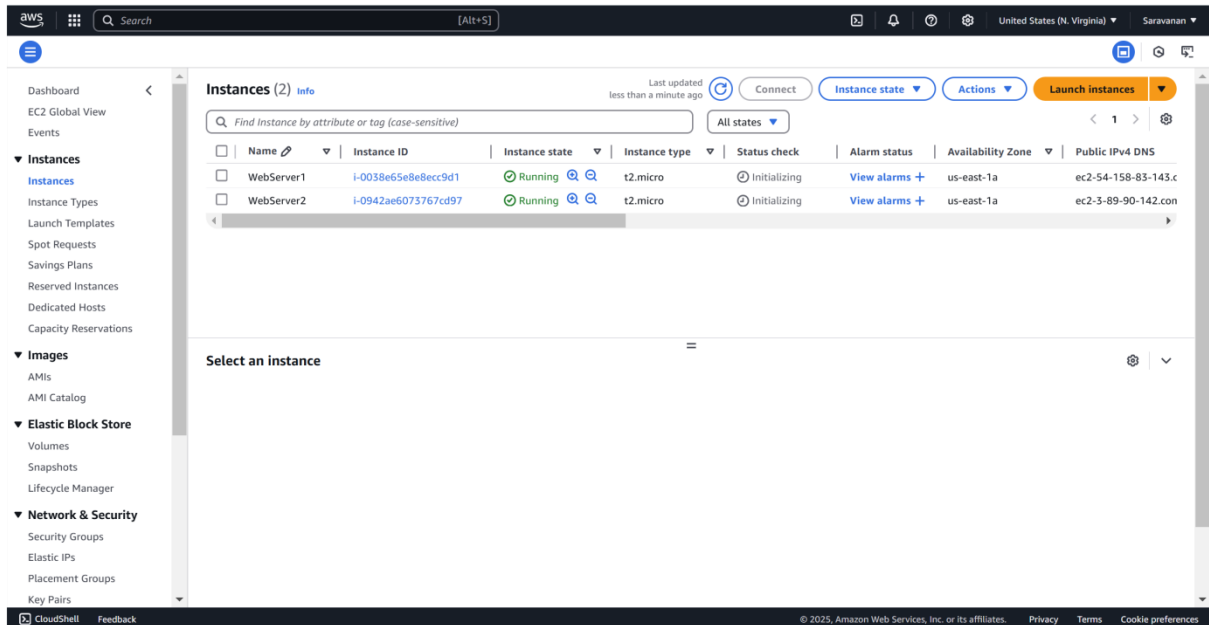 aws Search [Alt+S] United States (N. Virginia) Saravanan
Dashboard
EC2 Global View
Events
Instances
Instances
Instance Types
Launch Templates
Spot Requests
Savings Plans
Reserved Instances
Dedicated Hosts
Capacity Reservations
Images
AMIs
AMI Catalog
Elastic Block Store
Volumes
Snapshots
Lifecycle Manager
Network & Security
Security Groups
Elastic IPs
Placement Groups
Key Pairs
Instances (2) Info
Last updated
less than a minute ago
Connect Instance state Actions Launch instances
Find Instance by attribute or tag (case-sensitive) All states 1
Name Instance ID Instance state Instance type Status check Alarm status Availability Zone Public IPv4 DNS
WebServer1 i-0038e65e8e8ecc9d1 Running t2.micro Initializing View alarms + us-east-1a ec2-54-158-83-143.c
WebServer2 i-0942ae6073767cd97 Running t2.micro Initializing View alarms + us-east-1a ec2-3-89-90-142.con
Select an instance
CloudShell Feedback © 2025, Amazon Web Services, Inc. or its affiliates. Privacy Terms Cookie preferences